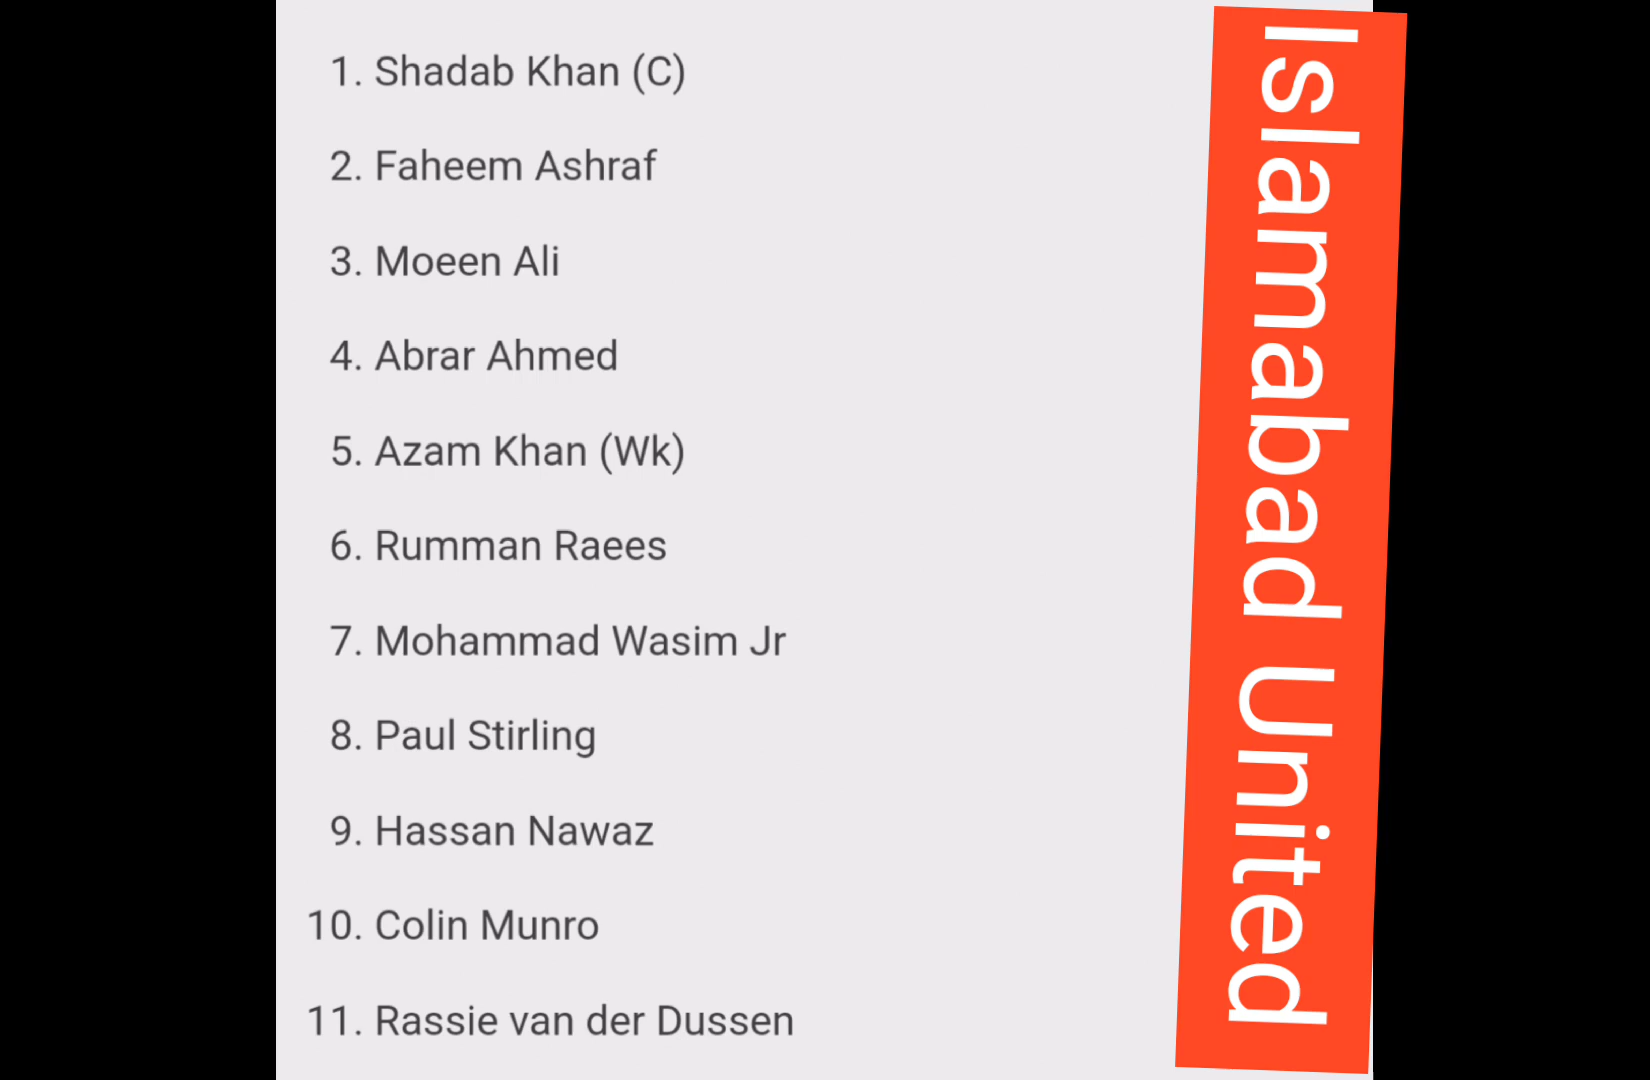 1. Shadab Khan (C)
2. Faheem Ashraf
3. Moeen Ali
4. Abrar Ahmed
5. Azam Khan (Wk)
6. Rumman Raees
7. Mohammad Wasim Jr
8. Paul Stirling
9. Hassan Nawaz
10. Colin Munro
11. Rassie van der Dussen
Islamabad United